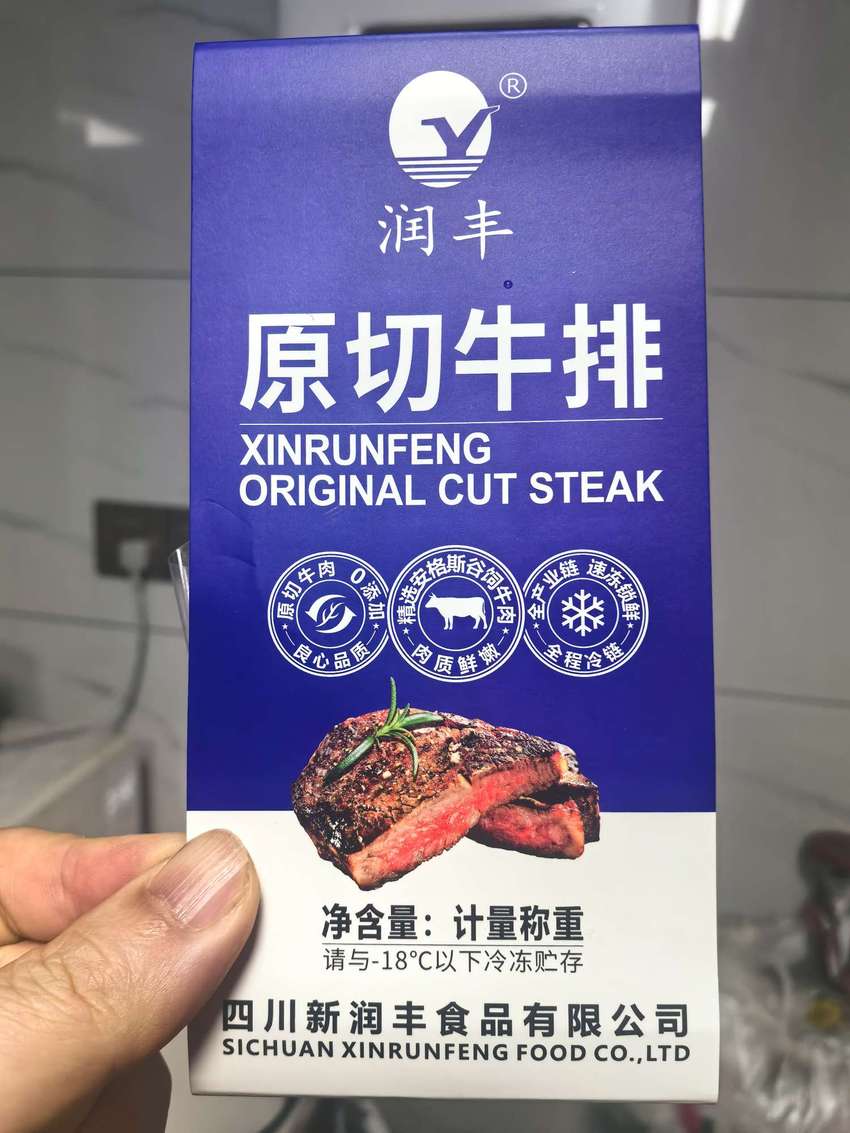 ®
润丰
原切牛排
XINRUNFENG
ORIGINAL CUT STEAK
原切牛肉 0添加
良心品质
精选安格斯谷饲牛肉
肉质鲜嫩
全产业链 速冻锁鲜
全程冷链
净含量：计量称重
请与-18℃以下冷冻贮存
四川新润丰食品有限公司
SICHUAN XINRUNFENG FOOD CO.,LTD